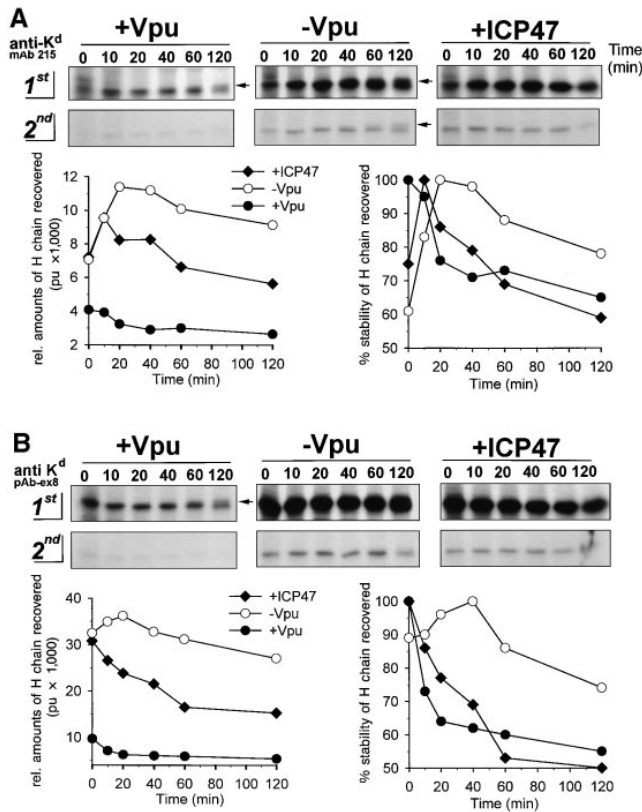 A
+Vpu -Vpu +ICP47
anti-K^d
mAb 215
0 10 20 40 60 120 0 10 20 40 60 120 0 10 20 40 60 120 Time (min)
1st
2nd
rel. amounts of H chain recovered (pu ×1,000)
12
10
8
6
4
2
+ICP47
-Vpu
+Vpu
0 20 40 60 80 100 120
Time (min)
% stability of H chain recovered
100
90
80
70
60
50
0 20 40 60 80 100 120
Time (min)
B
+Vpu -Vpu +ICP47
anti K^d
pAb-ex8
0 10 20 40 60 120 0 10 20 40 60 120 0 10 20 40 60 120
1st
2nd
rel. amounts of H chain recovered (pu × 1,000)
40
30
20
10
+ICP47
-Vpu
+Vpu
0 20 40 60 80 100 120
Time (min)
% stability of H chain recovered
100
90
80
70
60
50
0 20 40 60 80 100 120
Time (min)